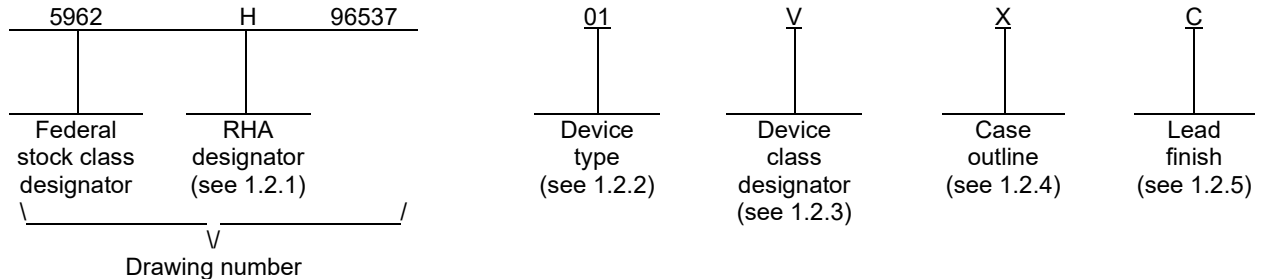 5962 H 96537 01 V X C
Federal stock class designator
RHA designator (see 1.2.1)
Device type (see 1.2.2)
Device class designator (see 1.2.3)
Case outline (see 1.2.4)
Lead finish (see 1.2.5)
Drawing number